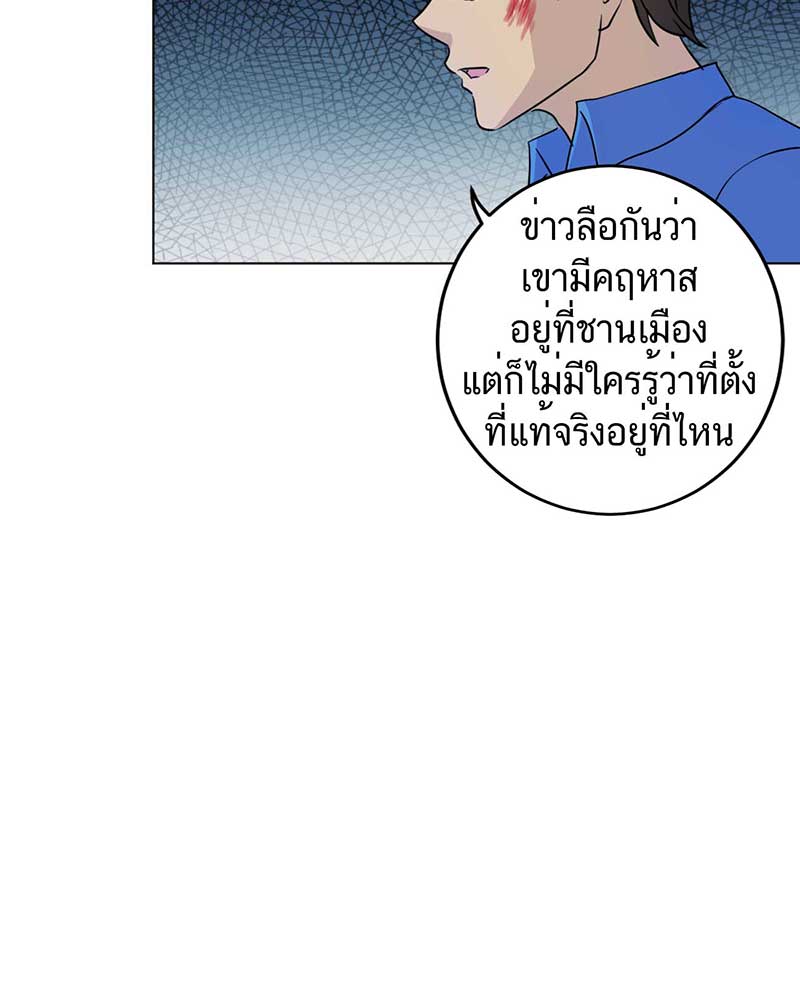 ข่าวลือกันว่า
เขามีคฤหาส
อยู่ที่ชานเมือง
แต่ก็ไม่มีใครรู้ว่าที่ตั้ง
ที่แท้จริงอยู่ที่ไหน